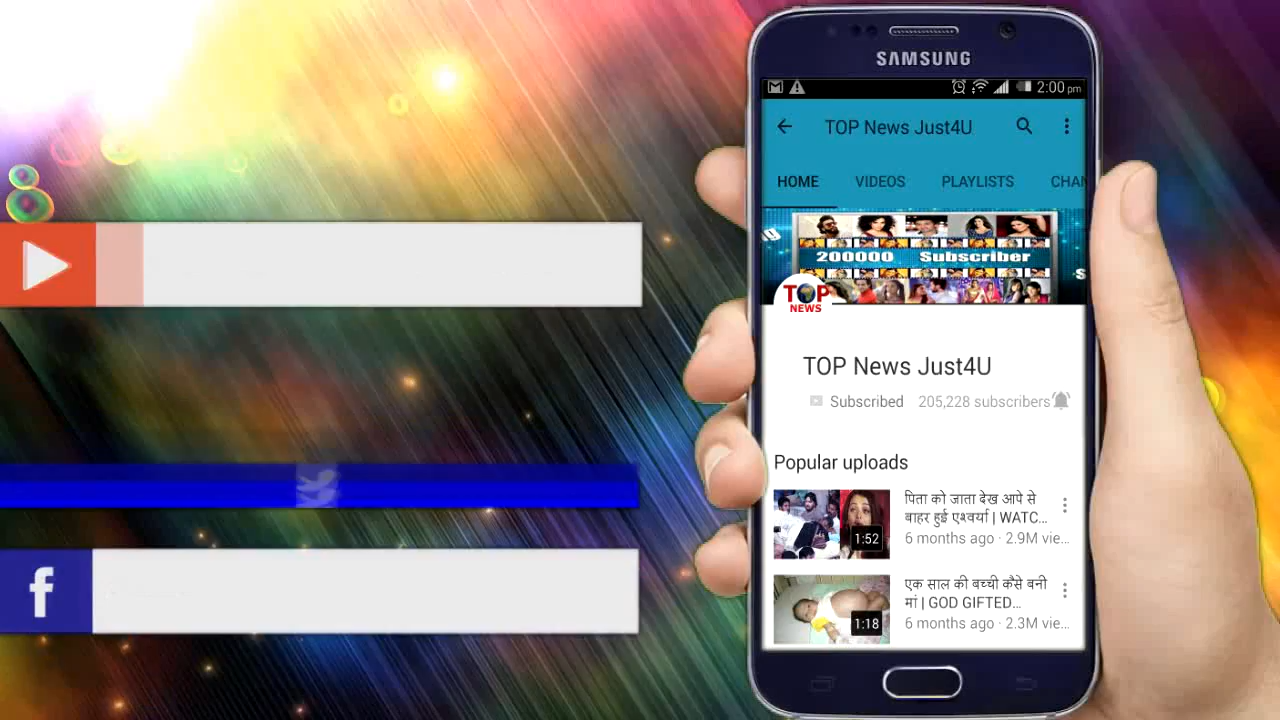 SAMSUNG
2:00 pm
TOP News Just4U
HOME VIDEOS PLAYLISTS CHAN
200000 Subscriber
TOP
NEWS
TOP News Just4U
Subscribed 205,228 subscribers
Popular uploads
पिता को जाता देख आपे से
बाहर हुई एश्वर्या | WATC...
6 months ago · 2.9M vie...
1:52
एक साल की बच्ची कैसे बनी
मां | GOD GIFTED...
6 months ago · 2.3M vie...
1:18